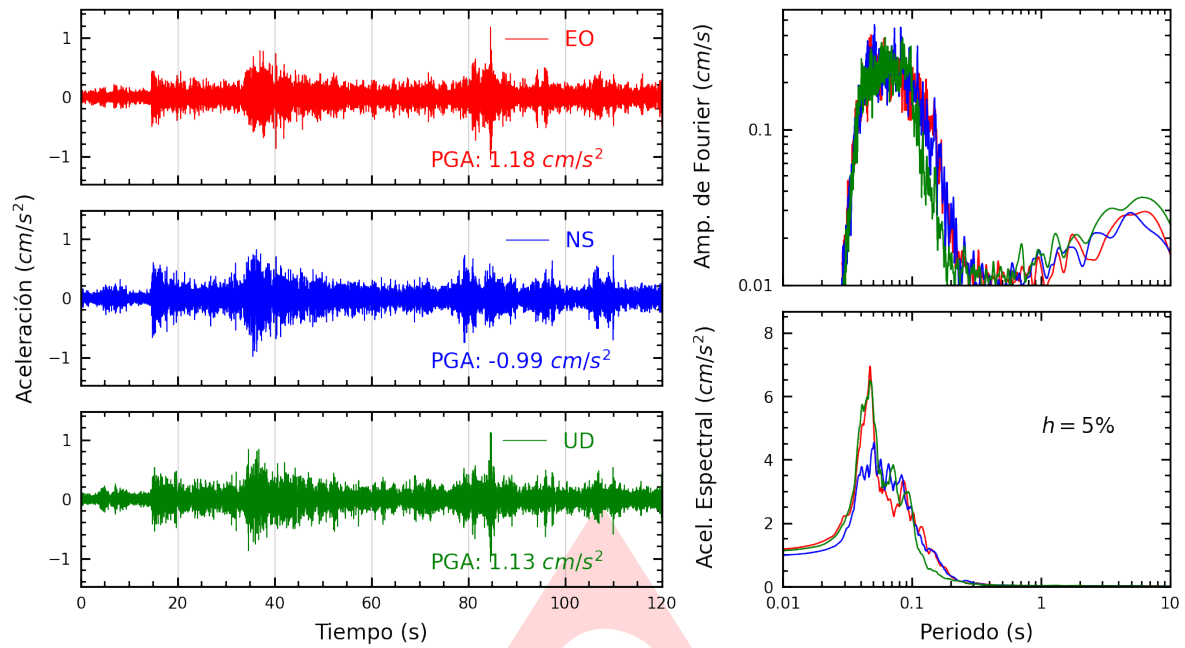 Aceleración (cm/s²)
1
0
−1
EO
PGA: 1.18 cm/s²
1
0
−1
NS
PGA: -0.99 cm/s²
1
0
−1
UD
PGA: 1.13 cm/s²
0 20 40 60 80 100 120
Tiempo (s)
Amp. de Fourier (cm/s)
0.1
0.01
Acel. Espectral (cm/s²)
8
6
4
2
0
h = 5%
0.01 0.1 1 10
Periodo (s)